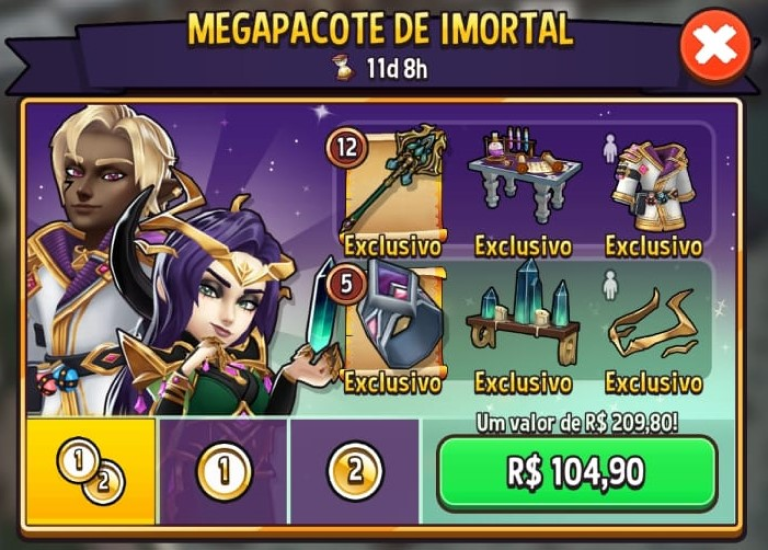 MEGAPACOTE DE IMORTAL
11d 8h
12
Exclusivo
Exclusivo
Exclusivo
5
Exclusivo
Exclusivo
Exclusivo
Um valor de R$ 209,80!
1
2
1
2
R$ 104,90